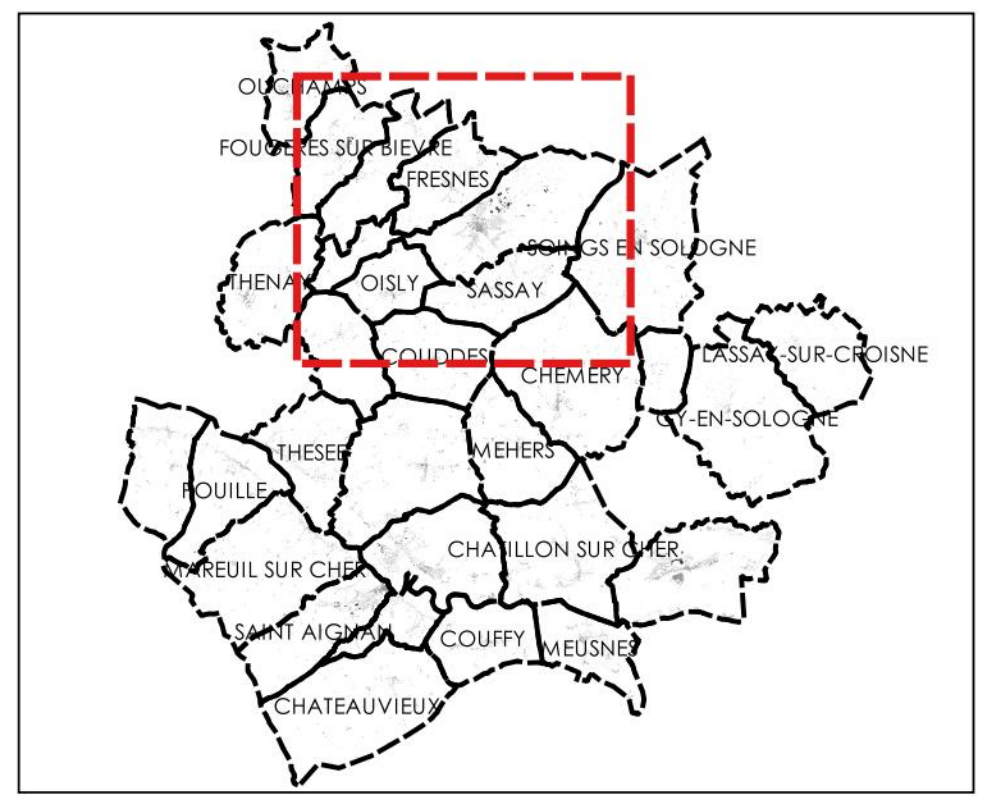 OUCHAMPS
FOUGERES SUR BIEVRE
FRESNES
SOINGS EN SOLOGNE
THENAY
OISLY
SASSAY
COUDDES
LASSAY-SUR-CROISNE
CHEMERY
GY-EN-SOLOGNE
THESEE
MEHERS
POUILLE
CHATILLON SUR CHER
MAREUIL SUR CHER
SAINT AIGNAN
COUFFY
MEUSNES
CHATEAUVIEUX